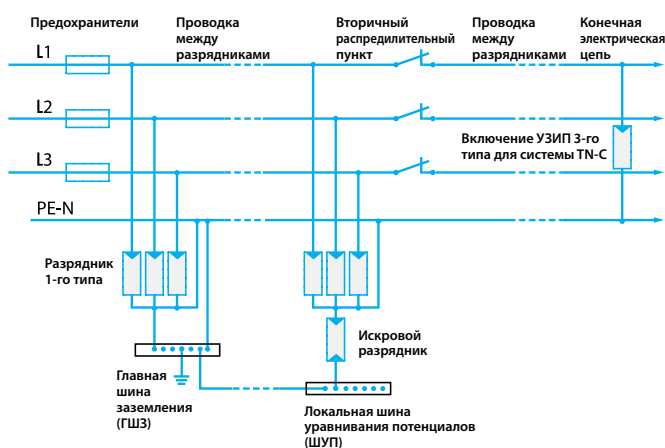 Предохранители
Проводка
между
разрядниками
Вторичный
распредилительный
пункт
Проводка
между
разрядниками
Конечная
электрическая
цепь
L1
L2
L3
PE-N
Включение УЗИП 3-го
типа для системы TN-C
Разрядник
1-го типа
Искровой
разрядник
Главная
шина
заземления
(ГШЗ)
Локальная шина
уравнивания потенциалов
(ШУП)